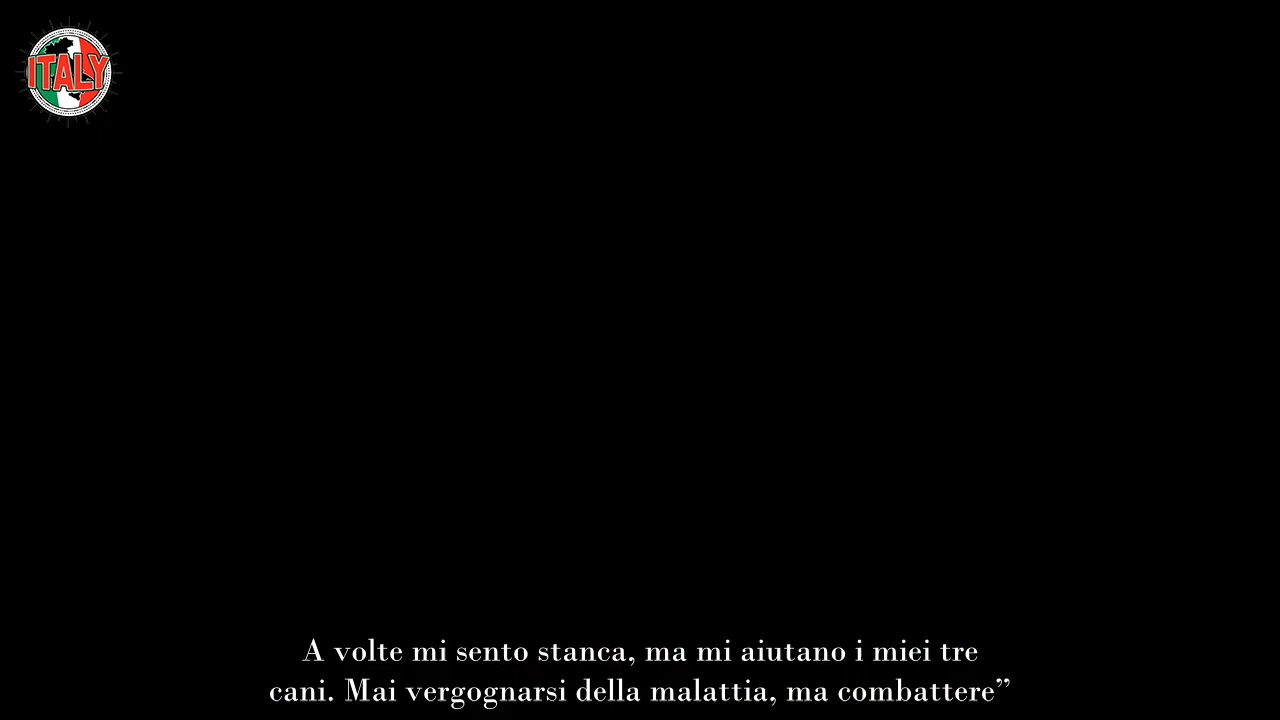 ITALY
A volte mi sento stanca, ma mi aiutano i miei tre
cani. Mai vergognarsi della malattia, ma combattere”